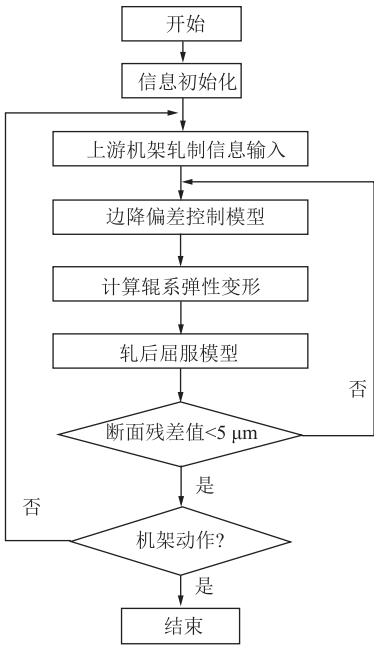 开始
信息初始化
上游机架轧制信息输入
边降偏差控制模型
计算辊系弹性变形
轧后屈服模型
否
断面残差值<5 μm
是
否
机架动作?
是
结束